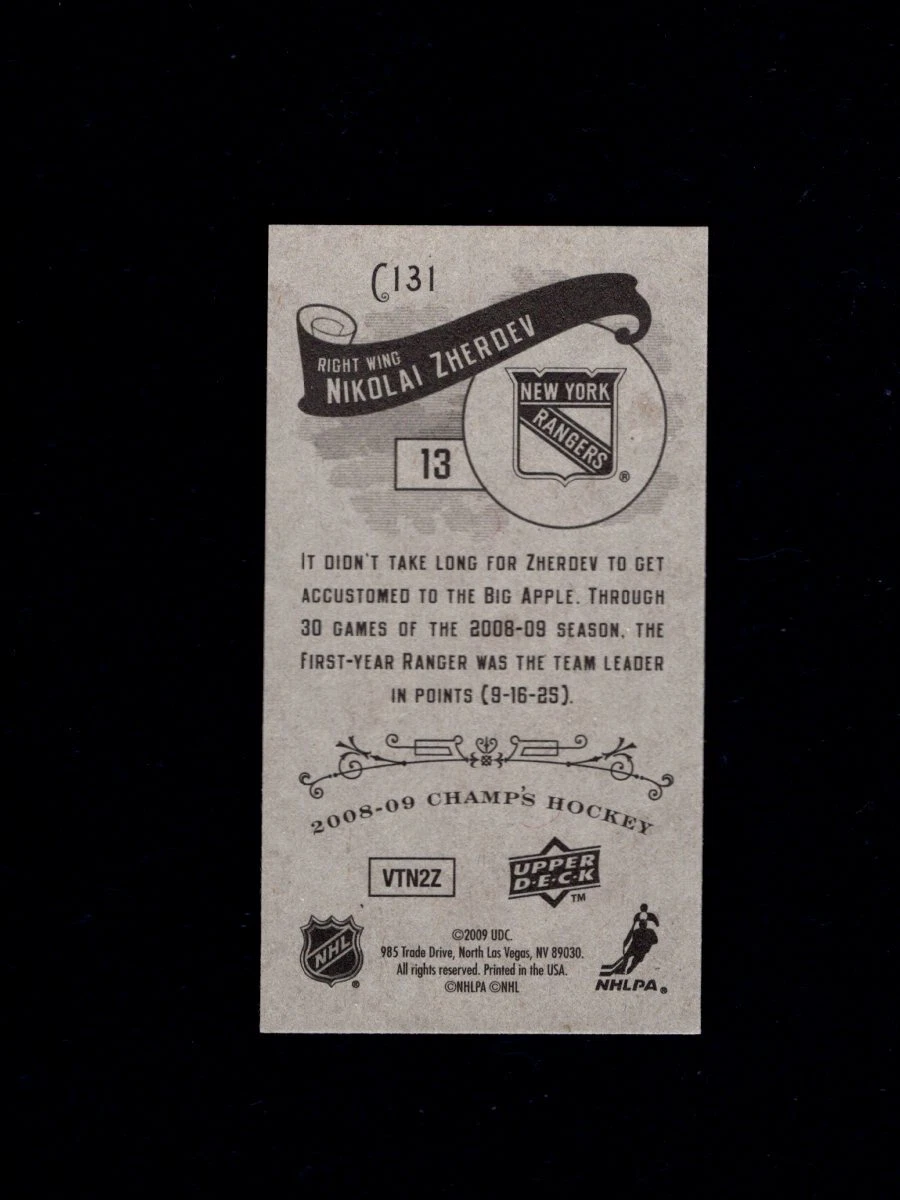 C131
RIGHT WING
NIKOLAI ZHERDEV
NEW YORK
RANGERS
®
13
IT DIDN'T TAKE LONG FOR ZHERDEV TO GET
ACCUSTOMED TO THE BIG APPLE. THROUGH
30 GAMES OF THE 2008-09 SEASON, THE
FIRST-YEAR RANGER WAS THE TEAM LEADER
IN POINTS (9-16-25).
2008-09 CHAMP'S HOCKEY
VTN2Z
UPPER
D·E·C·K
TM
NHL
®
©2009 UDC.
985 Trade Drive, North Las Vegas, NV 89030.
All rights reserved. Printed in the USA.
©NHLPA ©NHL
NHLPA®